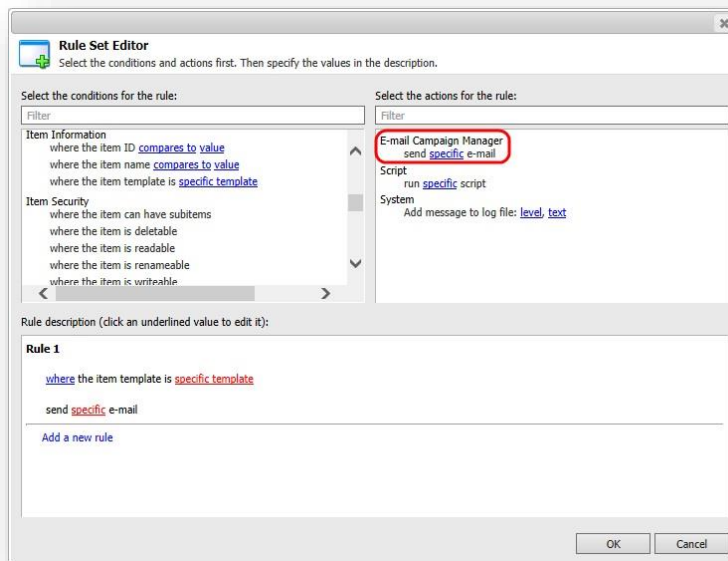 Rule Set Editor
Select the conditions and actions first. Then specify the values in the description.
Select the conditions for the rule:
Filter
Item Information
where the item ID compares to value
where the item name compares to value
where the item template is specific template
Item Security
where the item can have subitems
where the item is deletable
where the item is readable
where the item is renameable
where the item is writeable
Select the actions for the rule:
Filter
E-mail Campaign Manager
send specific e-mail
Script
run specific script
System
Add message to log file: level, text
Rule description (click an underlined value to edit it):
Rule 1
where the item template is specific template
send specific e-mail
Add a new rule
OK
Cancel